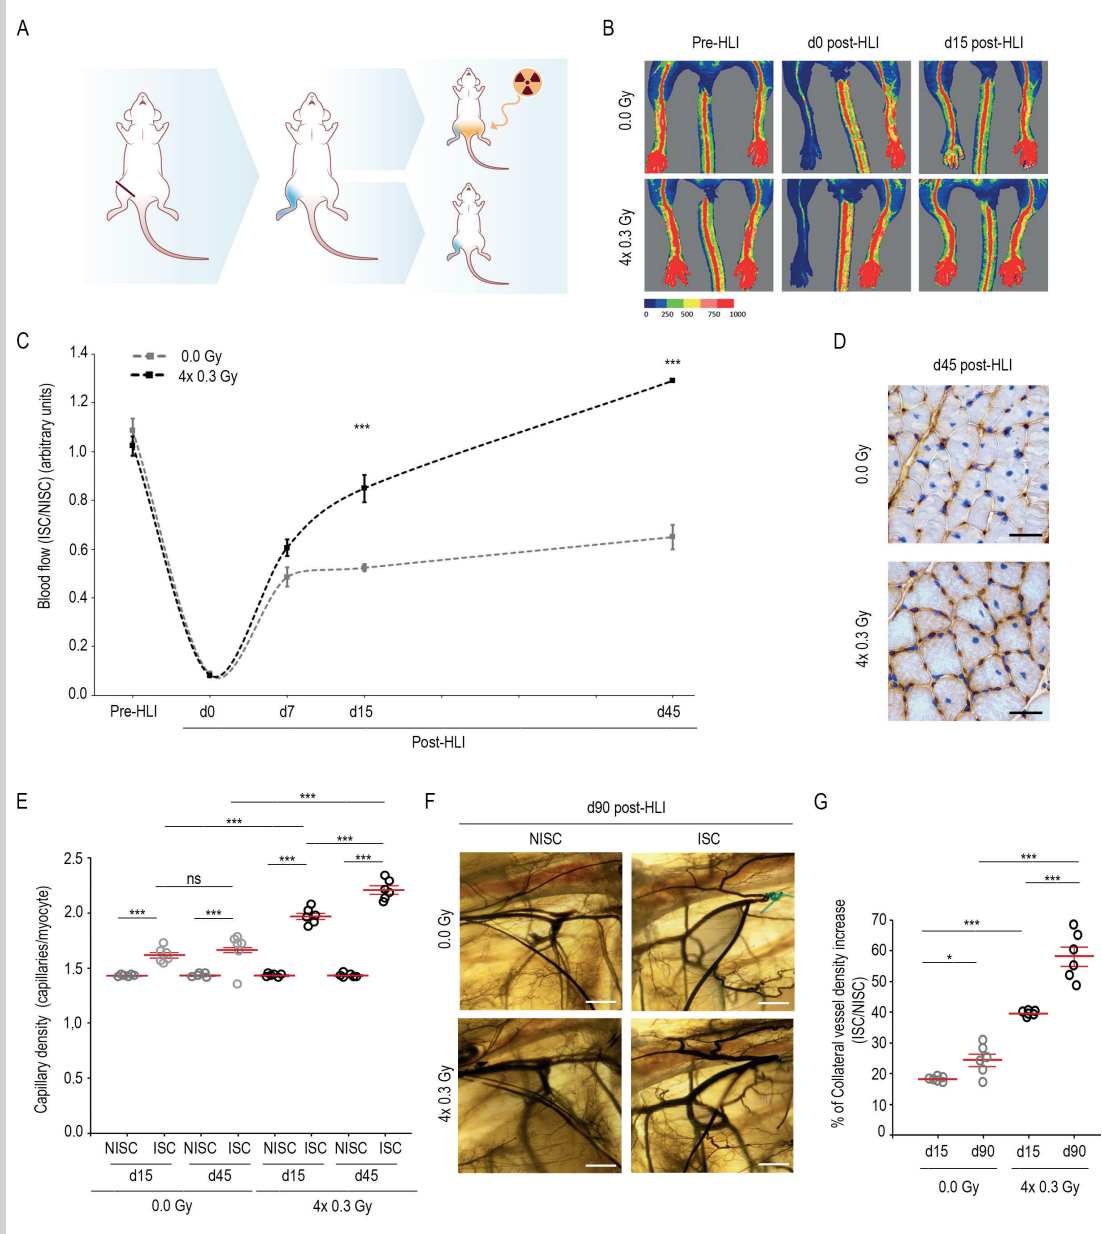 A
B
Pre-HLI d0 post-HLI d15 post-HLI
0.0 Gy
4x 0.3 Gy
0 250 500 750 1000
C
0.0 Gy
4x 0.3 Gy
Blood flow (ISC/NISC) (arbitrary units)
1.4
1.2
1.0
0.8
0.6
0.4
0.2
0.0
***
***
Pre-HLI d0 d7 d15 d45
Post-HLI
D
d45 post-HLI
0.0 Gy
4x 0.3 Gy
E
Capillary density (capillaries/myocyte)
2.5
2.0
1.5
1.0
0.5
0.0
***
***
***
*** ***
ns
*** ***
NISC ISC NISC ISC NISC ISC NISC ISC
d15 d45 d15 d45
0.0 Gy 4x 0.3 Gy
F
d90 post-HLI
NISC ISC
0.0 Gy
4x 0.3 Gy
G
% of Collateral vessel density increase
(ISC/NISC)
70
60
50
40
30
20
10
0
***
***
***
*
d15 d90 d15 d90
0.0 Gy 4x 0.3 Gy